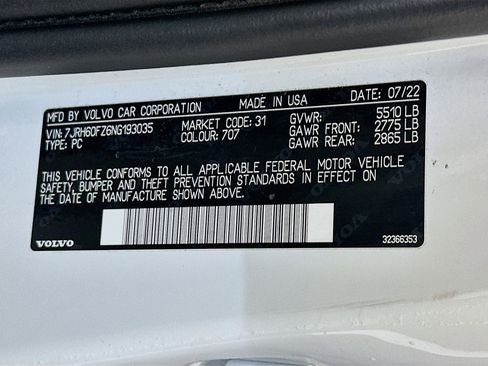 MFD BY VOLVO CAR CORPORATION MADE IN USA DATE: 07/22
VIN: 7JRH60FZ6NG193035 MARKET CODE: 31 GVWR: 5510 LB
TYPE: PC COLOUR: 707 GAWR FRONT: 2775 LB
GAWR REAR: 2865 LB
THIS VEHICLE CONFORMS TO ALL APPLICABLE FEDERAL MOTOR VEHICLE
SAFETY, BUMPER AND THEFT PREVENTION STANDARDS IN EFFECT ON
THE DATE OF MANUFACTURE SHOWN ABOVE.
VOLVO 32366353